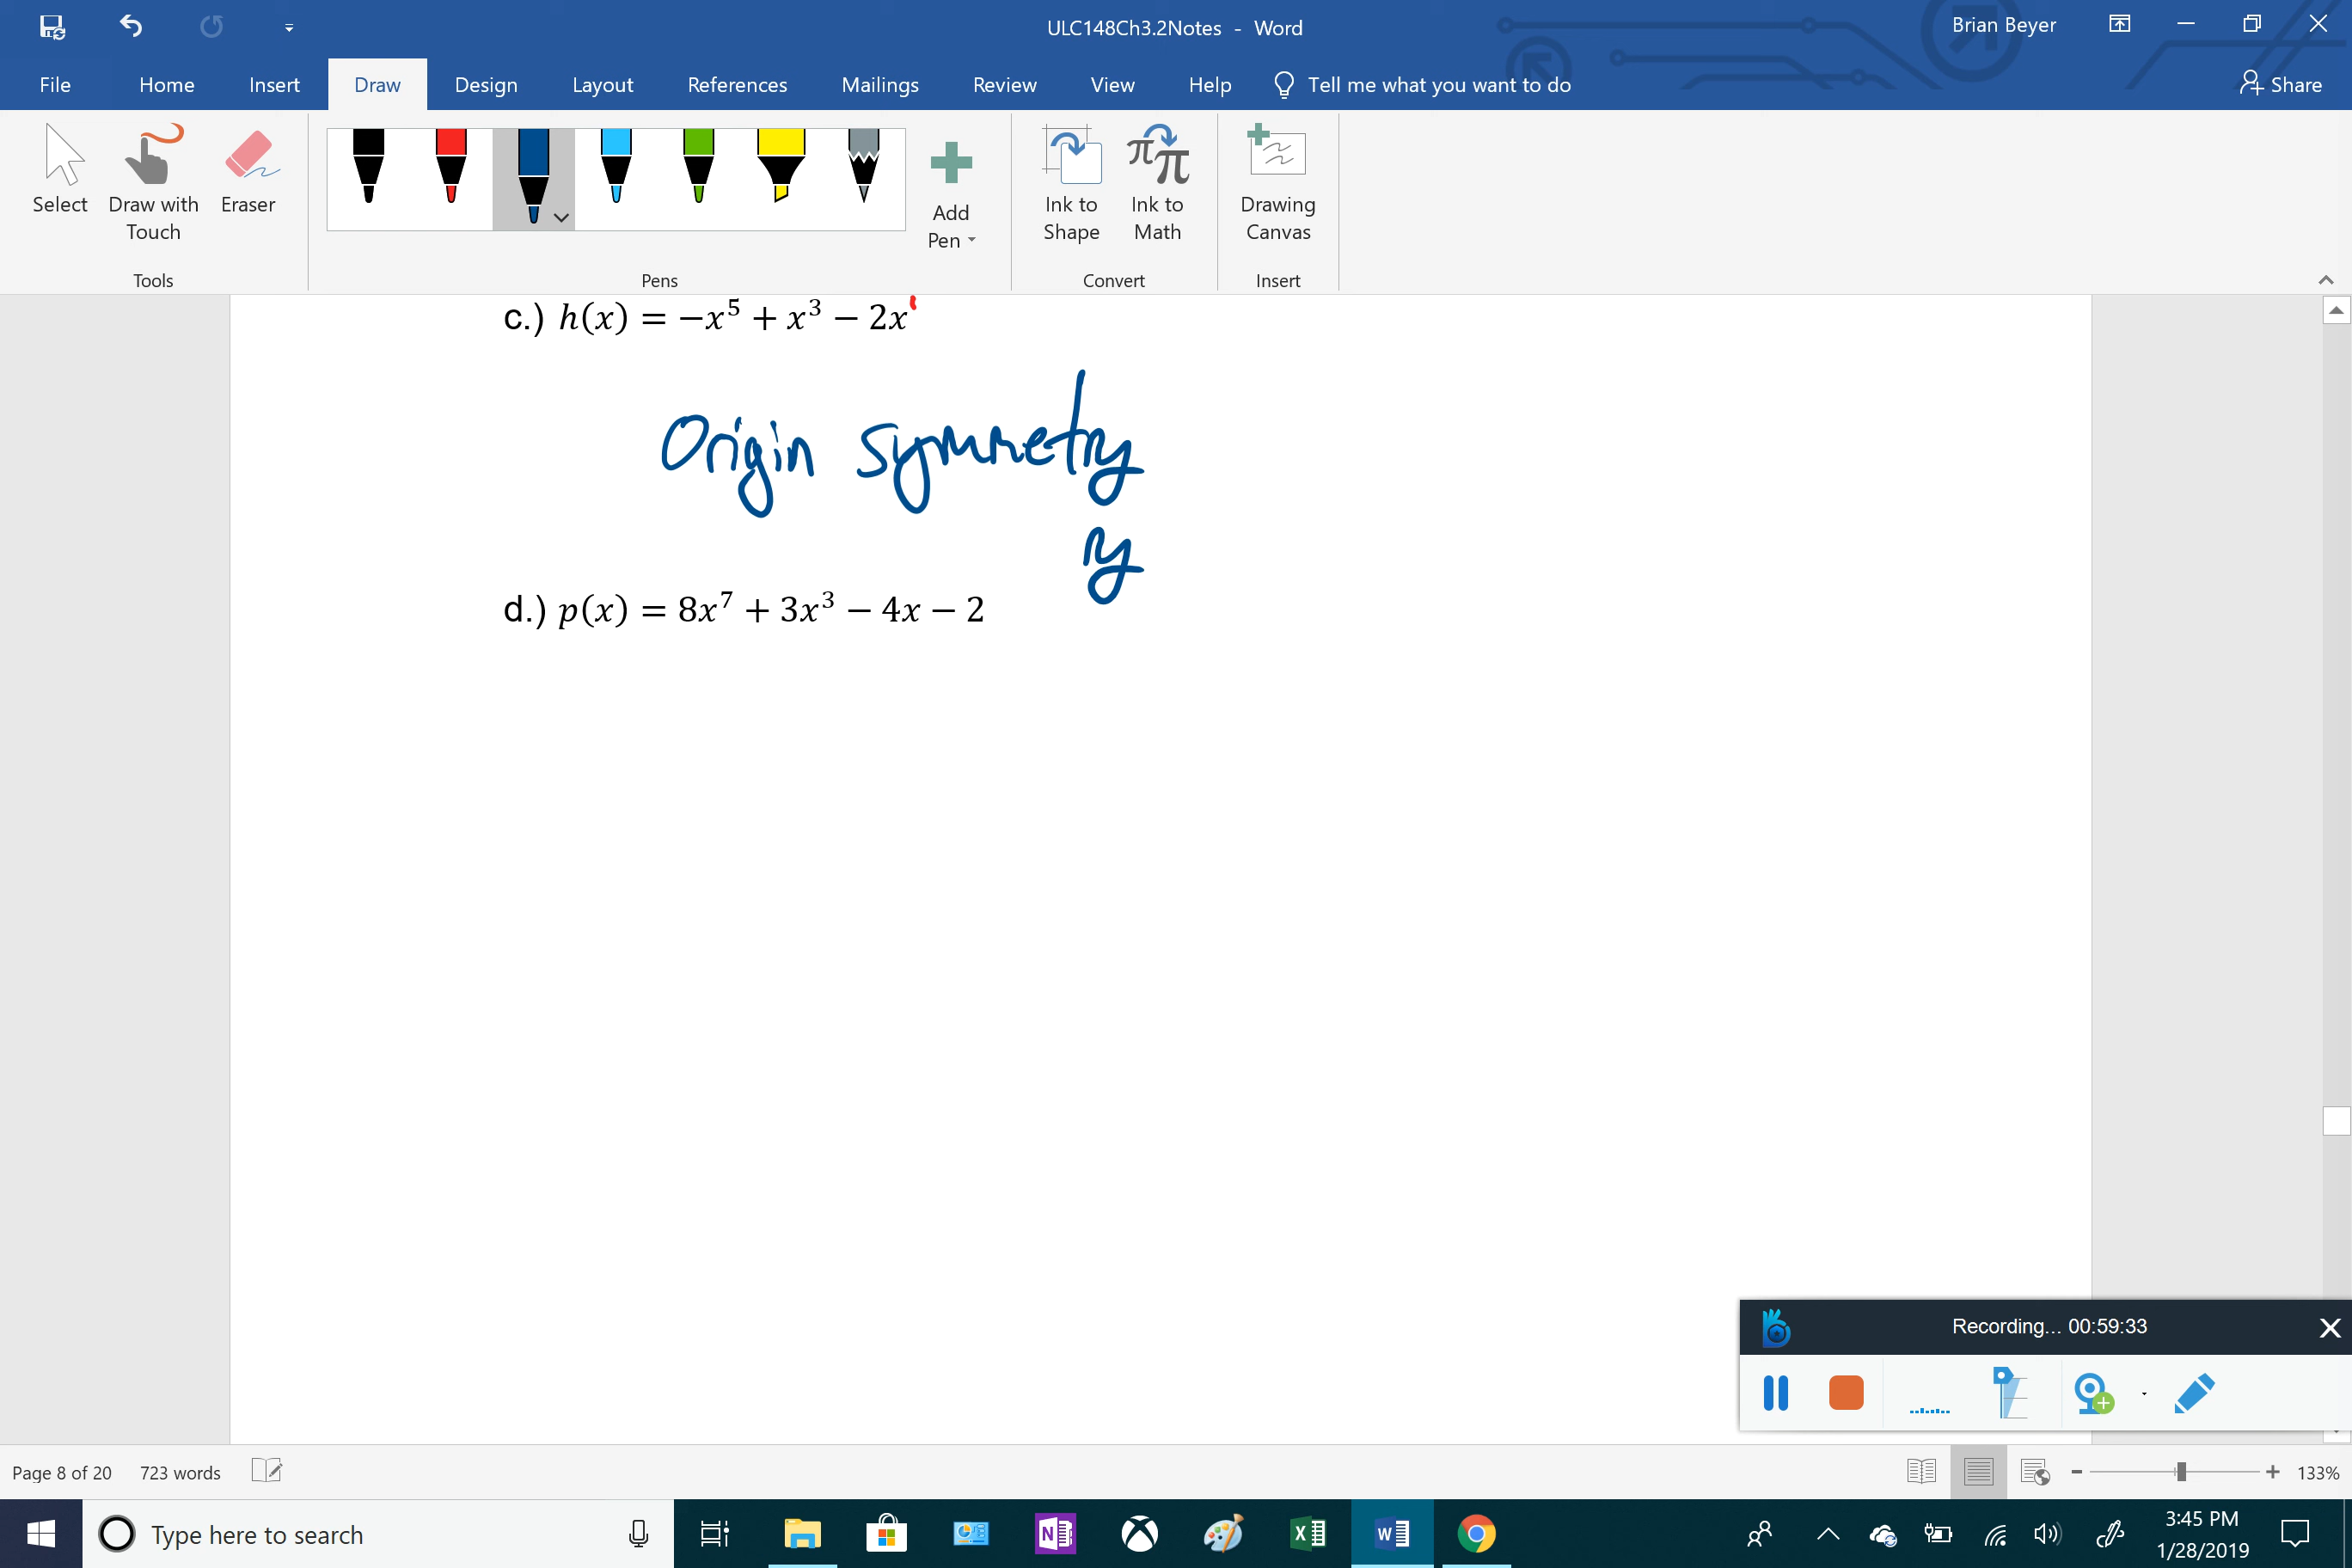 ULC148Ch3.2Notes - Word
Brian Beyer
File Home Insert Draw Design Layout References Mailings Review View Help Tell me what you want to do Share
Select Draw with Touch Eraser
Add Pen
Ink to Shape Ink to Math
Drawing Canvas
Tools Pens Convert Insert
c.) h(x) = −x⁵ + x³ − 2x
Origin symmetry
ry
d.) p(x) = 8x⁷ + 3x³ − 4x − 2
Recording... 00:59:33
Page 8 of 20 723 words 133%
Type here to search
3:45 PM
1/28/2019